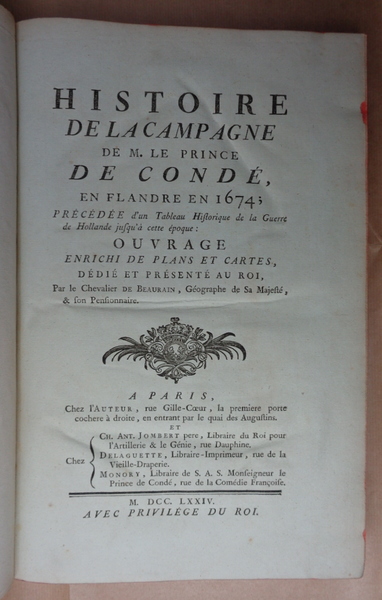 HISTOIRE
DE LA CAMPAGNE
DE M. LE PRINCE
DE CONDÉ,
EN FLANDRE EN 1674;
PRÉCÉDÉE d'un Tableau Historique de la Guerre
de Hollande jusqu'à cette époque :
OUVRAGE
ENRICHI DE PLANS ET CARTES,
DÉDIÉ ET PRÉSENTÉ AU ROI,
Par le Chevalier DE BEAURAIN, Géographe de Sa Majesté,
& son Pensionnaire.
A PARIS,
Chez l'AUTEUR, rue Gille-Cœur, la premiere porte
cochere à droite, en entrant par le quai des Augustins.
ET
Chez
CH. ANT. JOMBERT pere, Libraire du Roi pour
l'Artillerie & le Génie, rue Dauphine.
DELAGUETTE, Libraire-Imprimeur, rue de la
Vieille-Draperie.
MONORY, Libraire de S. A. S. Monseigneur le
Prince de Condé, rue de la Comédie Françoise.
M. DCC. LXXIV.
AVEC PRIVILÉGE DU ROI.